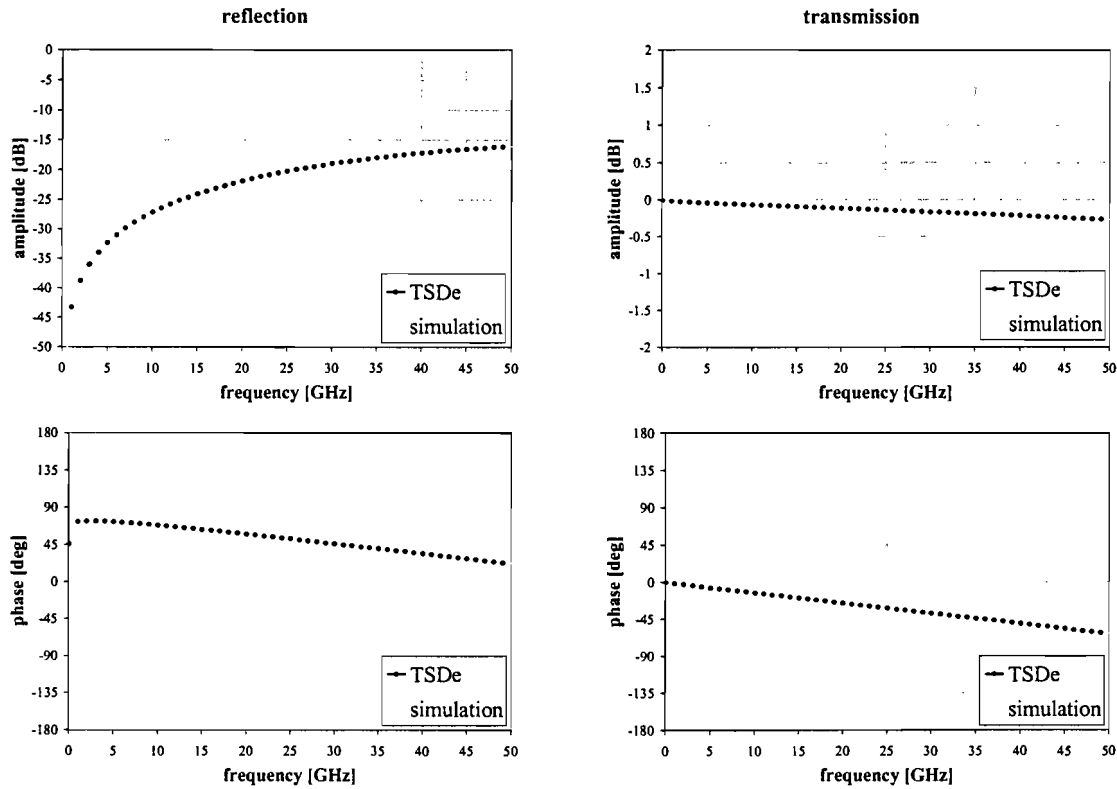 reflection
transmission
amplitude [dB]
0
-5
-10
-15
-20
-25
-30
-35
-40
-45
-50
TSDe
simulation
0 5 10 15 20 25 30 35 40 45 50
frequency [GHz]
amplitude [dB]
2
1.5
1
0.5
0
-0.5
-1
-1.5
-2
TSDe
simulation
0 5 10 15 20 25 30 35 40 45 50
frequency [GHz]
phase [deg]
180
135
90
45
0
-45
-90
-135
-180
TSDe
simulation
0 5 10 15 20 25 30 35 40 45 50
frequency [GHz]
phase [deg]
180
135
90
45
0
-45
-90
-135
-180
TSDe
simulation
0 5 10 15 20 25 30 35 40 45 50
frequency [GHz]